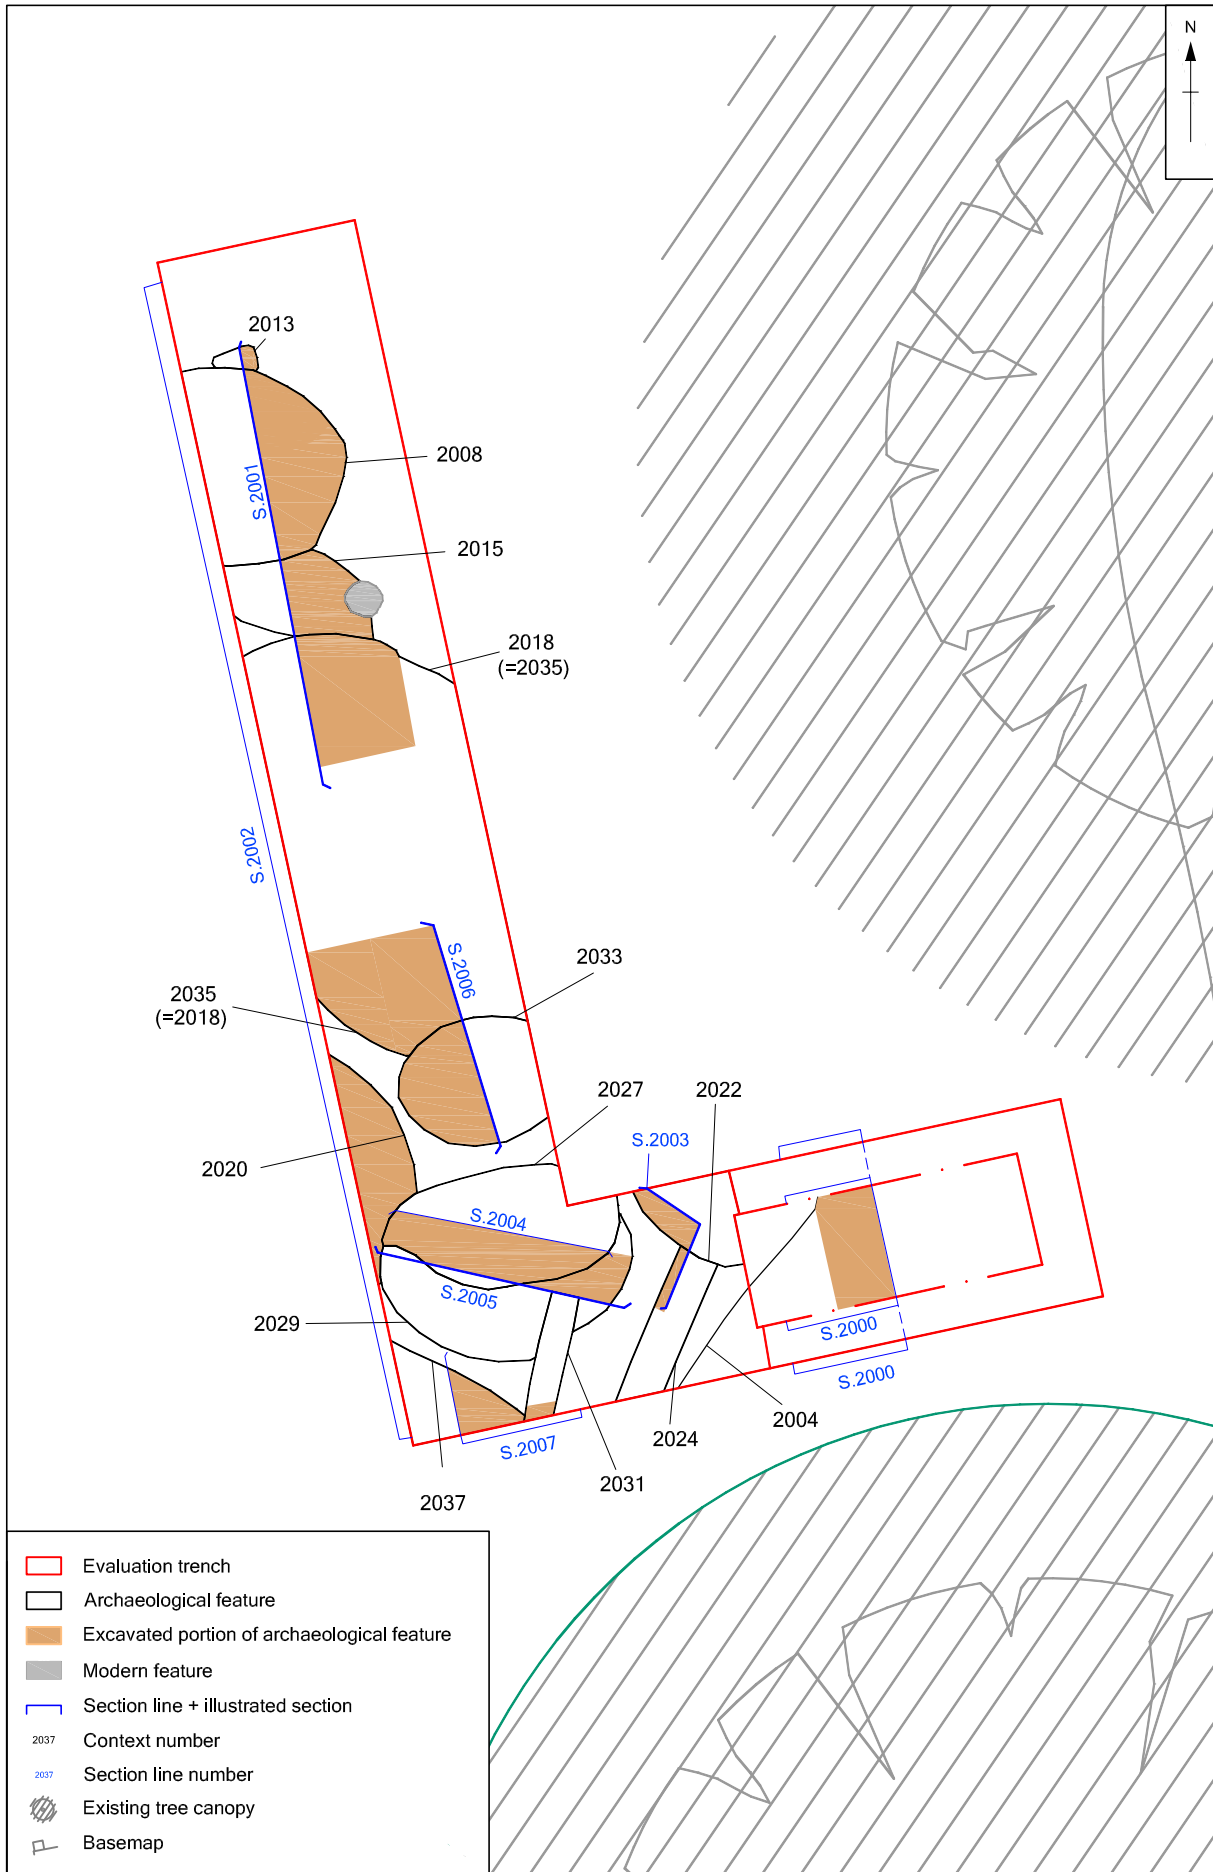 N
2013
2008
S.2001
2015
2018
(=2035)
S.2002
S.2006
2033
2035
(=2018)
2027
2022
S.2003
2020
S.2004
S.2005
2029
S.2000
S.2000
2004
2024
S.2007
2031
2037
Evaluation trench
Archaeological feature
Excavated portion of archaeological feature
Modern feature
Section line + illustrated section
2037 Context number
2037 Section line number
Existing tree canopy
Basemap